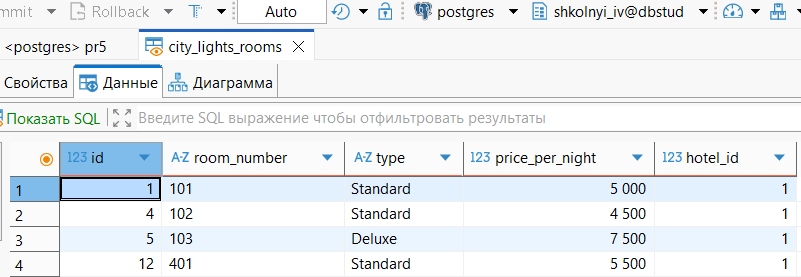 mmit Rollback T Auto postgres shkolnyi_iv@dbstud
<postgres> pr5 city_lights_rooms
Свойства Данные Диаграмма
Показать SQL Введите SQL выражение чтобы отфильтровать результаты
123 id A-Z room_number A-Z type 123 price_per_night 123 hotel_id
1 1 101 Standard 5 000 1
2 4 102 Standard 4 500 1
3 5 103 Deluxe 7 500 1
4 12 401 Standard 5 500 1